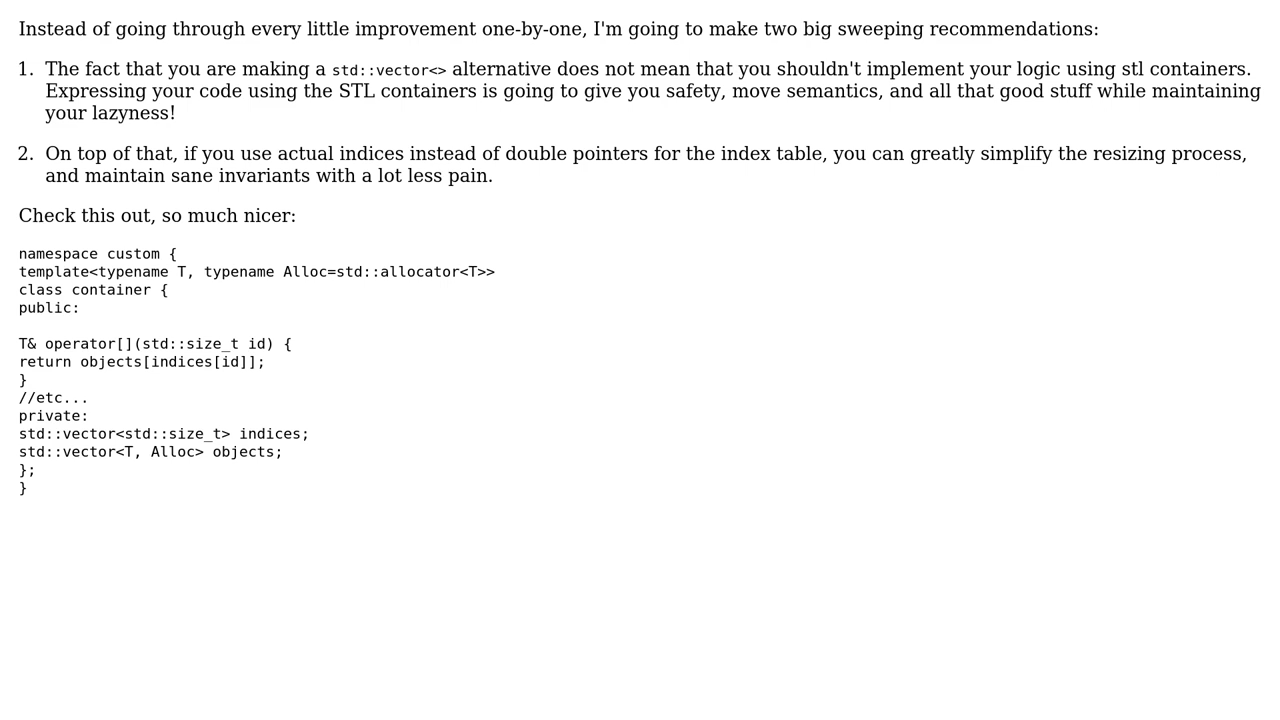 Instead of going through every little improvement one-by-one, I'm going to make two big sweeping recommendations:
1. The fact that you are making a std::vector<> alternative does not mean that you shouldn't implement your logic using stl containers.
Expressing your code using the STL containers is going to give you safety, move semantics, and all that good stuff while maintaining
your lazyness!
2. On top of that, if you use actual indices instead of double pointers for the index table, you can greatly simplify the resizing process,
and maintain sane invariants with a lot less pain.
Check this out, so much nicer:
namespace custom {
template<typename T, typename Alloc=std::allocator<T>>
class container {
public:
T& operator[](std::size_t id) {
return objects[indices[id]];
}
//etc...
private:
std::vector<std::size_t> indices;
std::vector<T, Alloc> objects;
};
}